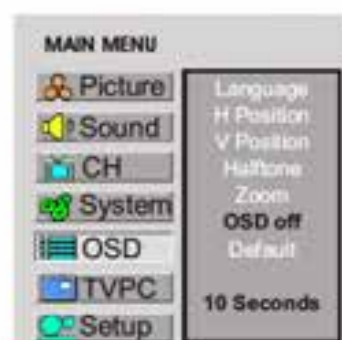 MAIN MENU
Picture
Sound
CH
System
OSD
TVPC
Setup
Language
H Position
V Position
Halftone
Zoom
OSD off
Default
10 Seconds